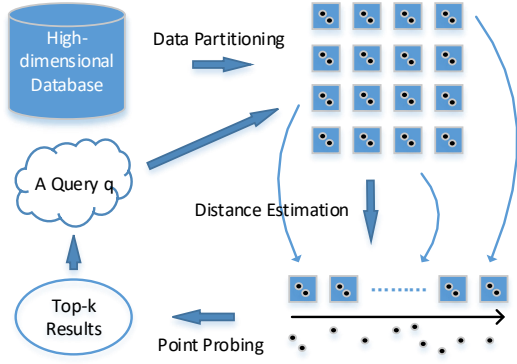 High-
dimensional
Database
Data Partitioning
A Query q
Distance Estimation
Top-k
Results
Point Probing